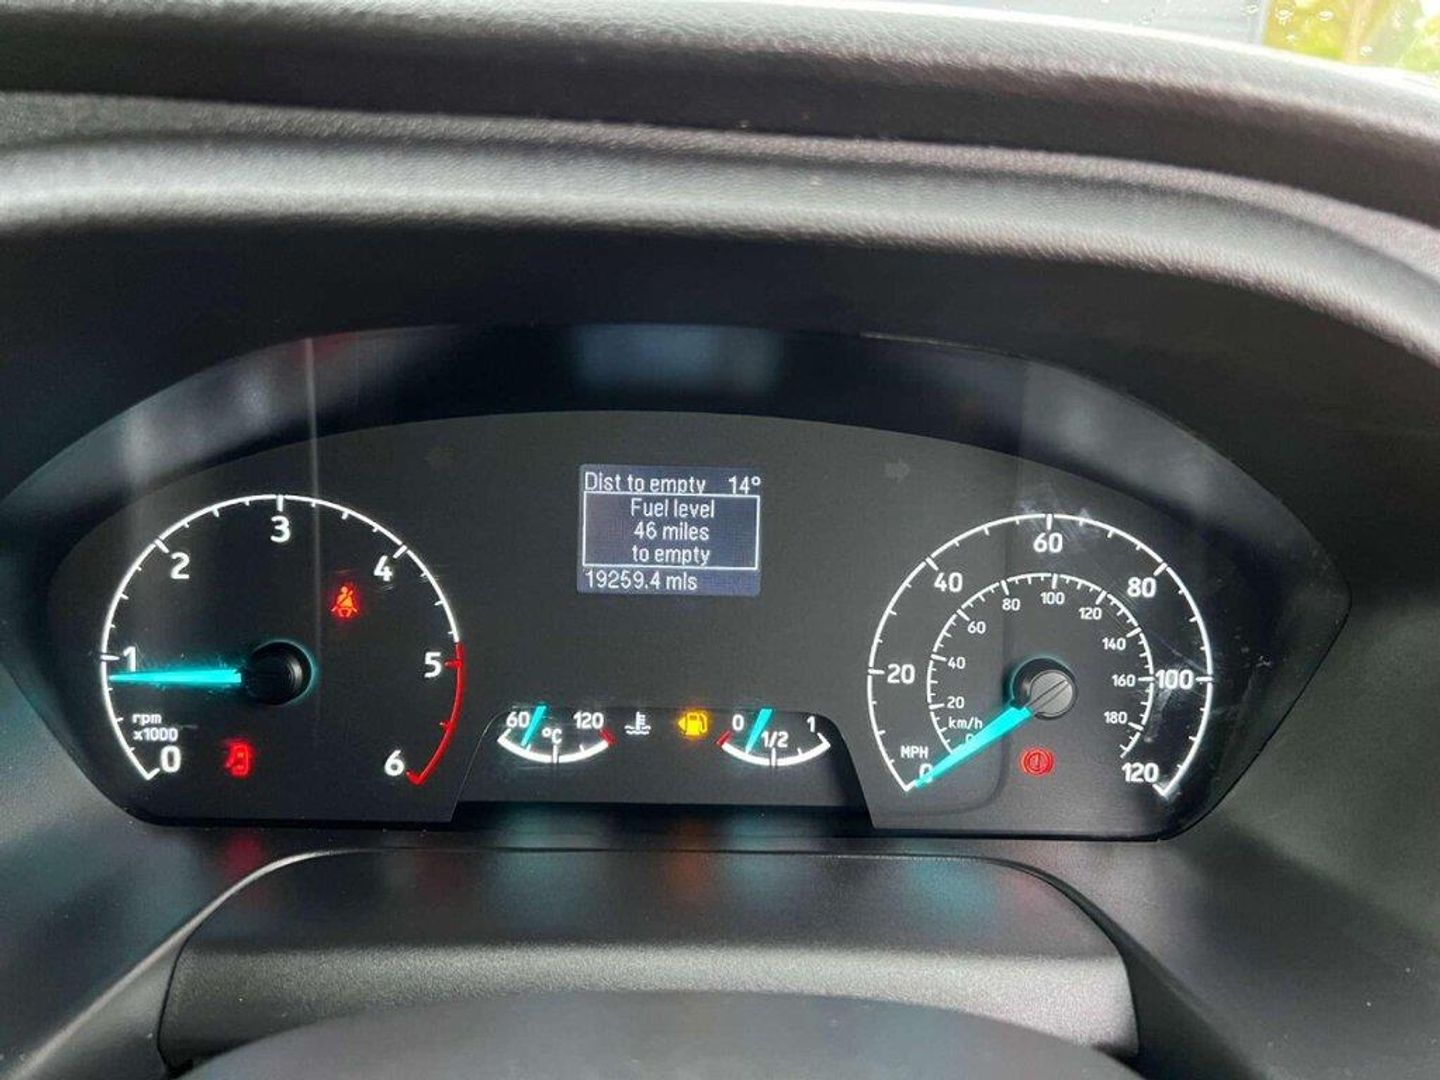 Dist to empty 14°
Fuel level
46 miles
to empty
19259.4 mls
0 1 2 3 4 5 6
rpm
x1000
60 120
°C
0 1/2 1
0 20 40 60 80 100 120
MPH
20 40 60 80 100 120 140 160 180
km/h